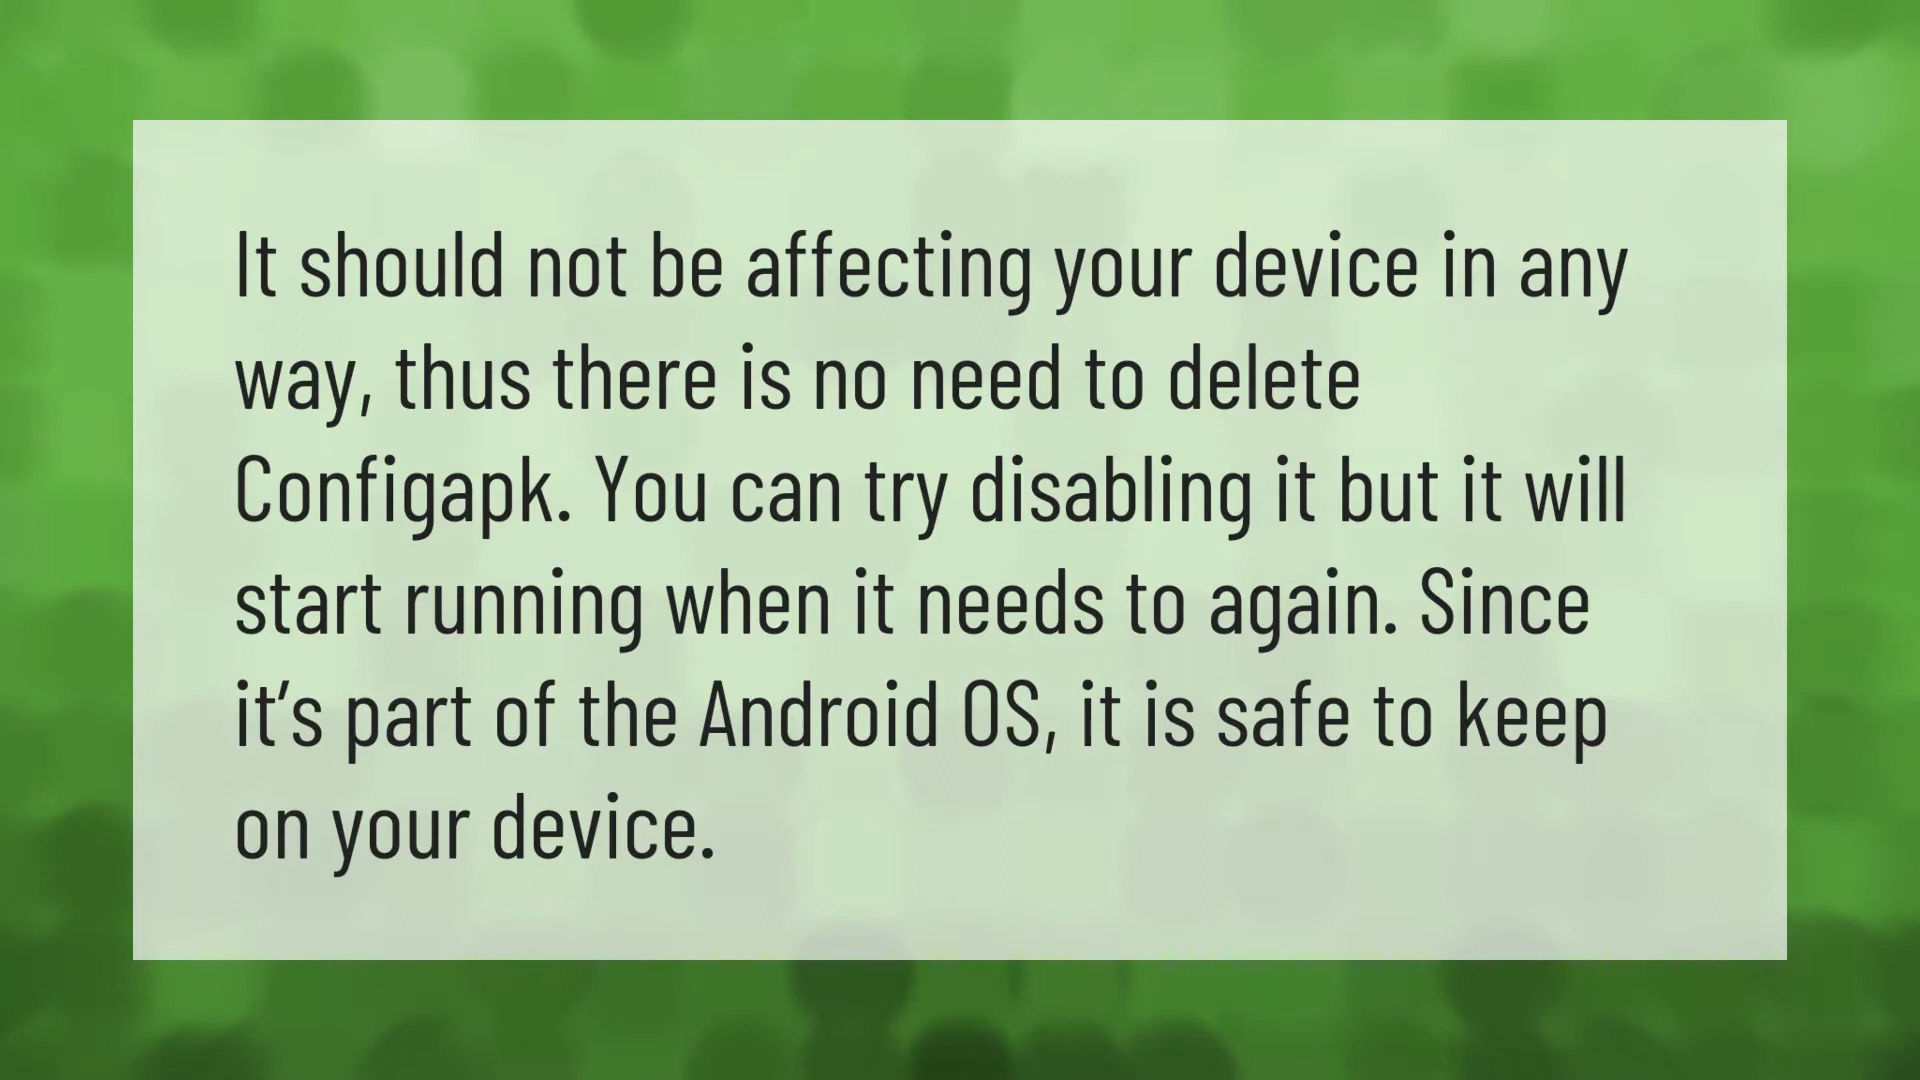 It should not be affecting your device in any
way, thus there is no need to delete
Configapk. You can try disabling it but it will
start running when it needs to again. Since
it’s part of the Android OS, it is safe to keep
on your device.